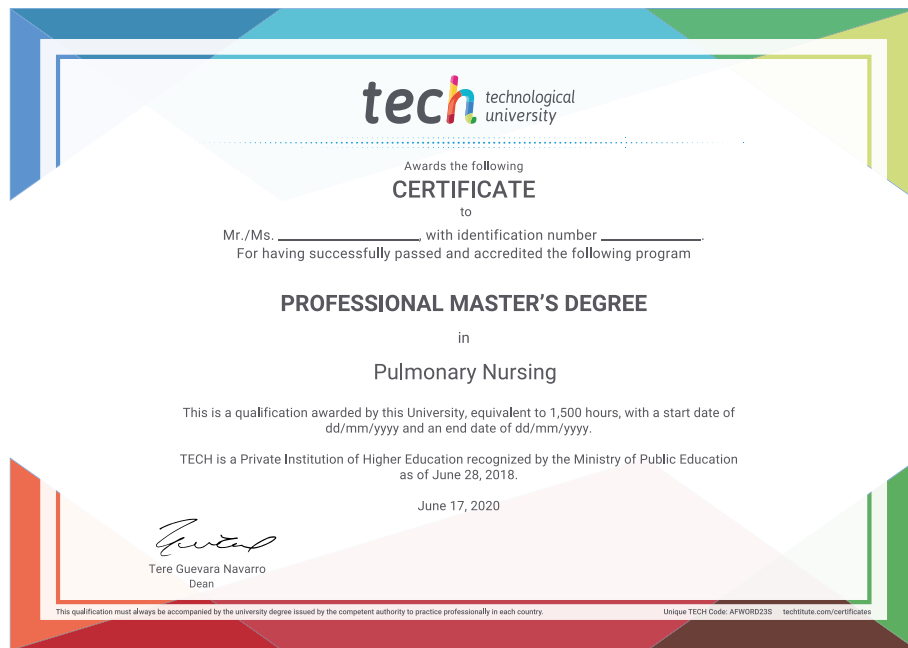 tech technological
university
Awards the following
CERTIFICATE
to
Mr./Ms. ____________________, with identification number ______________.
For having successfully passed and accredited the following program
PROFESSIONAL MASTER'S DEGREE
in
Pulmonary Nursing
This is a qualification awarded by this University, equivalent to 1,500 hours, with a start date of
dd/mm/yyyy and an end date of dd/mm/yyyy.
TECH is a Private Institution of Higher Education recognized by the Ministry of Public Education
as of June 28, 2018.
June 17, 2020
Tere Guevara Navarro
Dean
This qualification must always be accompanied by the university degree issued by the competent authority to practice professionally in each country. Unique TECH Code: AFWORD23S techtitute.com/certificates